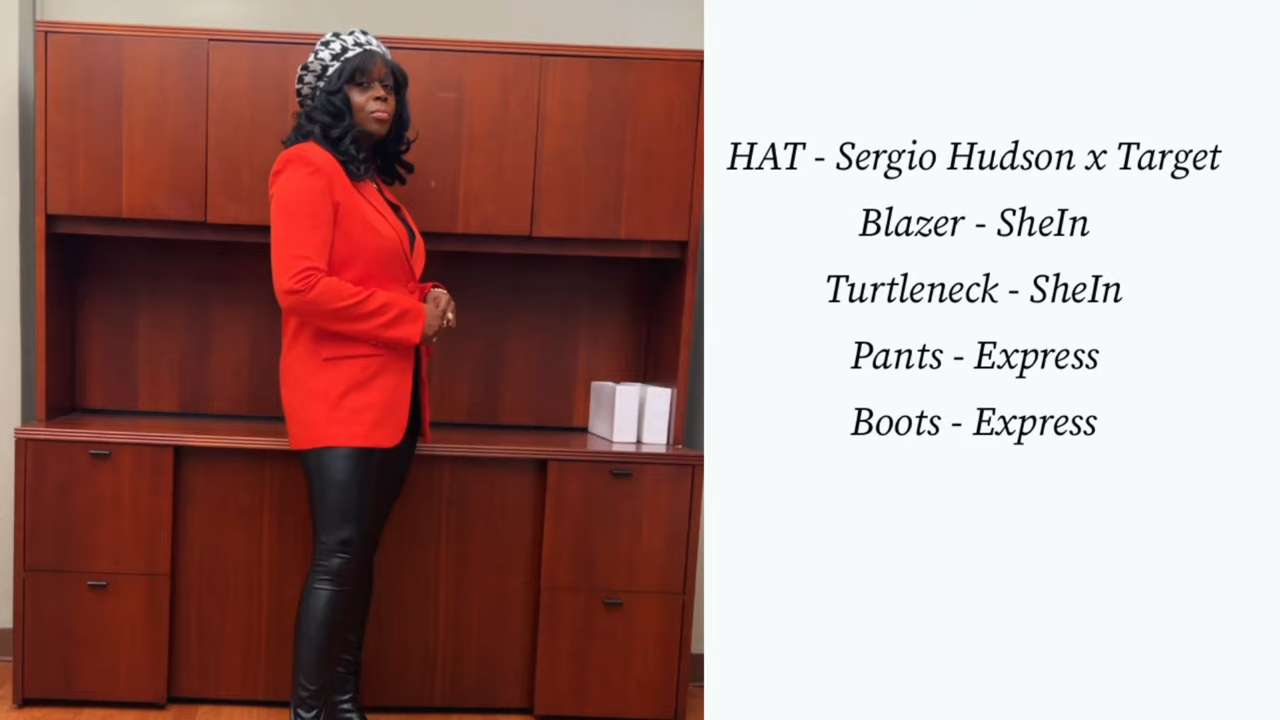 HAT - Sergio Hudson x Target
Blazer - SheIn
Turtleneck - SheIn
Pants - Express
Boots - Express